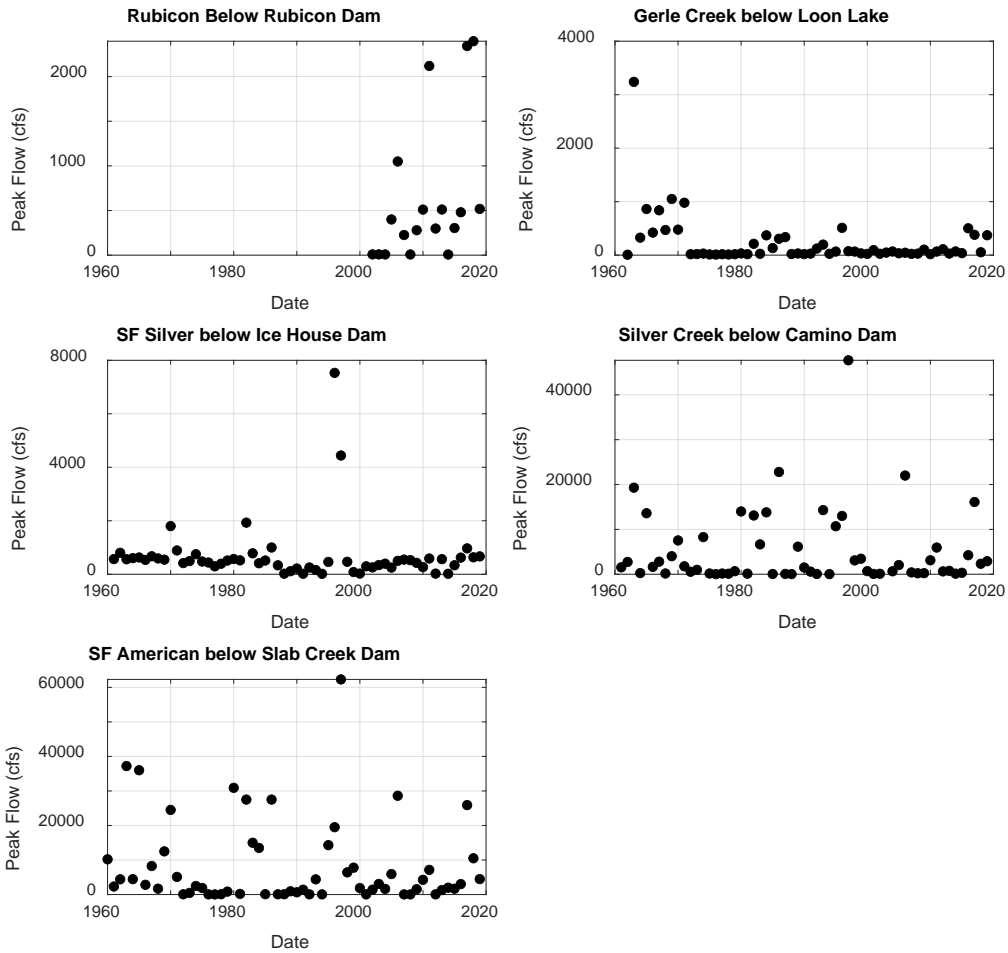 Rubicon Below Rubicon Dam
2000
1000
0
1960
1980
2000
2020
Peak Flow (cfs)
Date
Gerle Creek below Loon Lake
4000
2000
0
1960
1980
2000
2020
Peak Flow (cfs)
Date
SF Silver below Ice House Dam
8000
4000
0
1960
1980
2000
2020
Peak Flow (cfs)
Date
Silver Creek below Camino Dam
40000
20000
0
1960
1980
2000
2020
Peak Flow (cfs)
Date
SF American below Slab Creek Dam
60000
40000
20000
0
1960
1980
2000
2020
Peak Flow (cfs)
Date